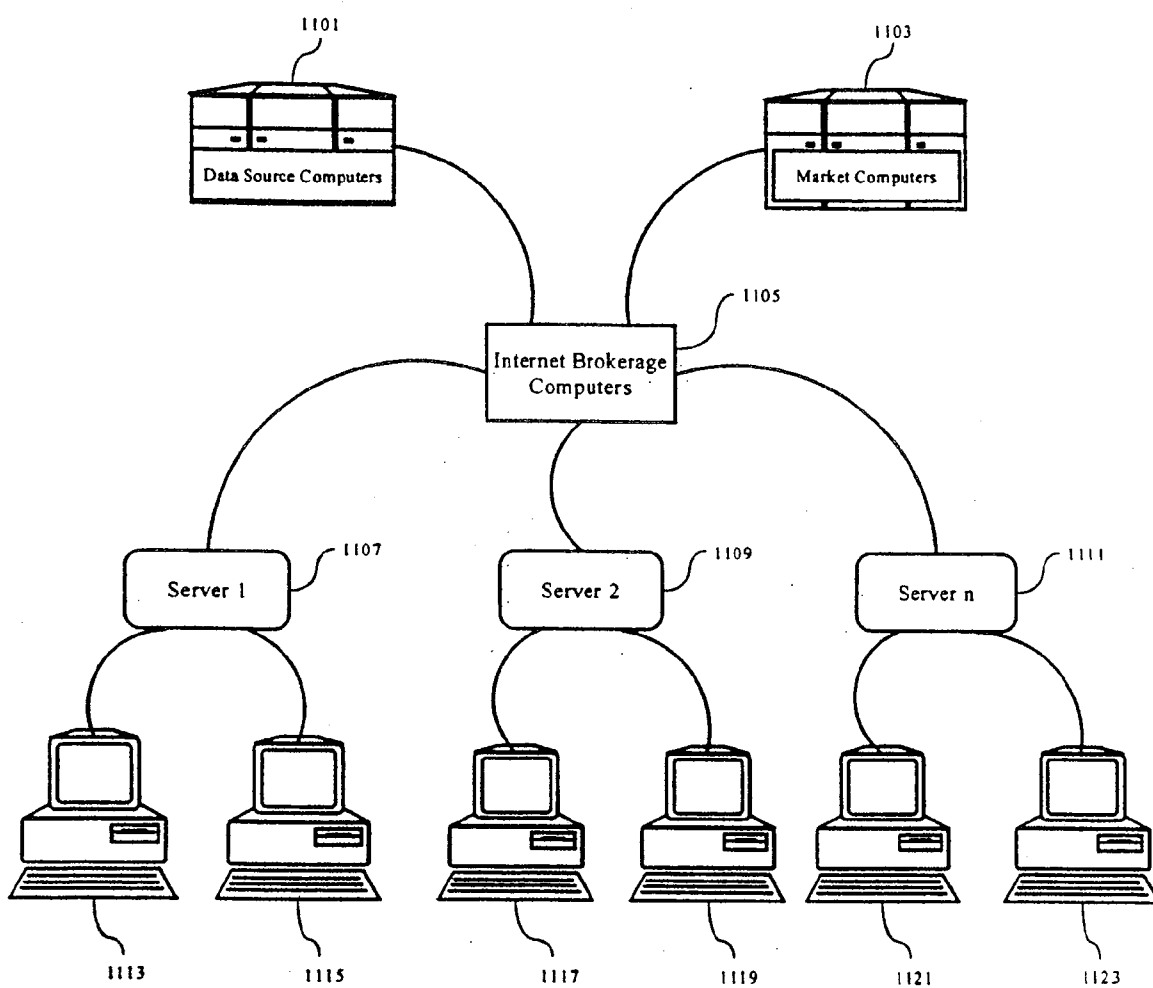 1101
1103
Data Source Computers
Market Computers
1105
Internet Brokerage
Computers
1107
1109
1111
Server 1
Server 2
Server n
1113
1115
1117
1119
1121
1123